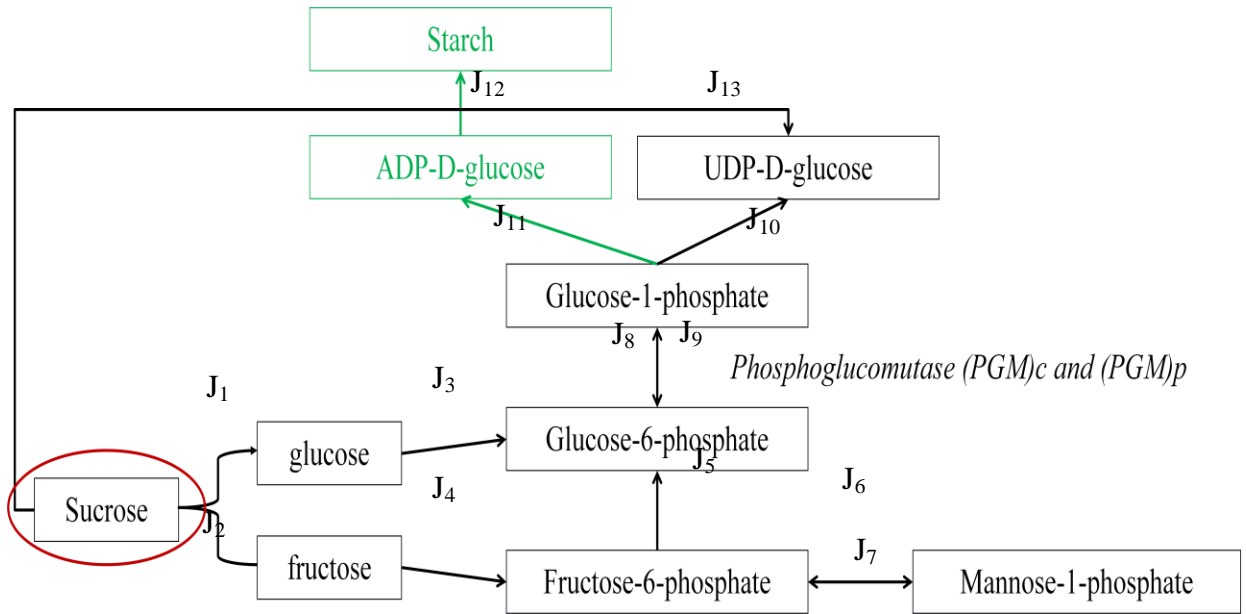 Starch
J12
J13
ADP-D-glucose
UDP-D-glucose
J11
J10
Glucose-1-phosphate
J8
J9
Phosphoglucomutase (PGM)c and (PGM)p
J1
J3
glucose
Glucose-6-phosphate
J5
J4
J6
Sucrose
J2
J7
fructose
Fructose-6-phosphate
Mannose-1-phosphate